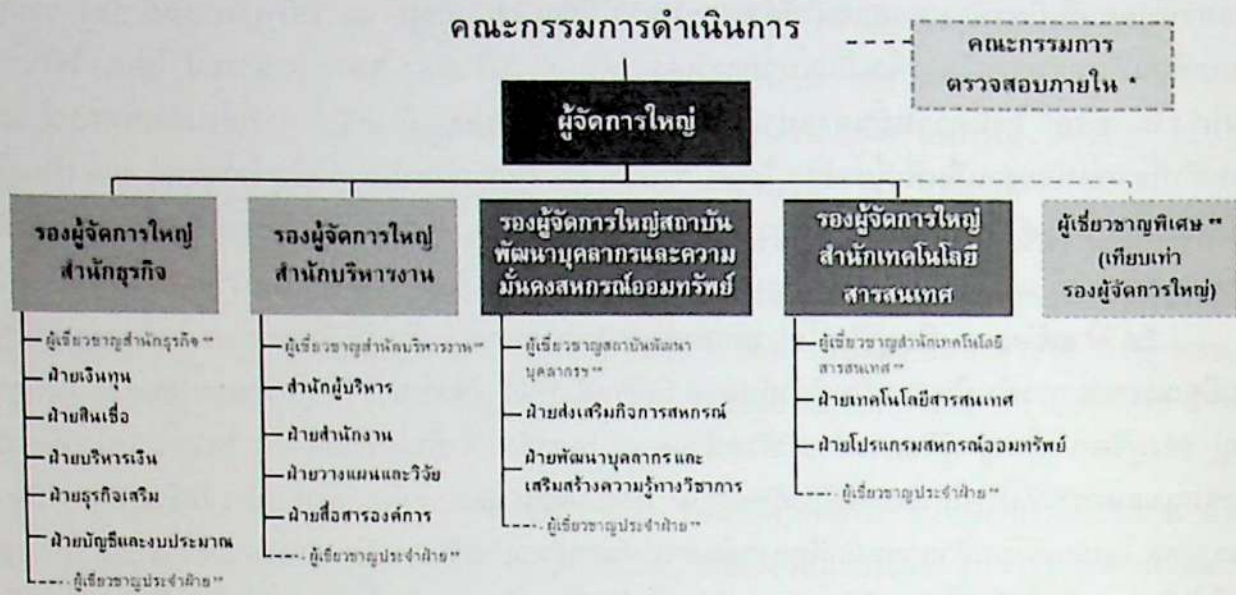 คณะกรรมการดำเนินการ
คณะกรรมการ
ตรวจสอบภายใน *
ผู้จัดการใหญ่
รองผู้จัดการใหญ่
สำนักธุรกิจ
ผู้เชี่ยวชาญสำนักธุรกิจ **
ฝ่ายเงินทุน
ฝ่ายสินเชื่อ
ฝ่ายบริหารเงิน
ฝ่ายธุรกิจเสริม
ฝ่ายบัญชีและงบประมาณ
ผู้เชี่ยวชาญประจำฝ่าย **
รองผู้จัดการใหญ่
สำนักบริหารงาน
ผู้เชี่ยวชาญสำนักบริหารงาน **
สำนักผู้บริหาร
ฝ่ายสำนักงาน
ฝ่ายวางแผนและวิจัย
ฝ่ายสื่อสารองค์การ
ผู้เชี่ยวชาญประจำฝ่าย **
รองผู้จัดการใหญ่สถาบัน
พัฒนาบุคลากรและความ
มั่นคงสหกรณ์ออมทรัพย์
ผู้เชี่ยวชาญสถาบันพัฒนา
บุคลากรฯ **
ฝ่ายส่งเสริมกิจการสหกรณ์
ฝ่ายพัฒนาบุคลากร และ
เสริมสร้างความรู้ทางวิชาการ
ผู้เชี่ยวชาญประจำฝ่าย **
รองผู้จัดการใหญ่
สำนักเทคโนโลยี
สารสนเทศ
ผู้เชี่ยวชาญสำนักเทคโนโลยี
สารสนเทศ **
ฝ่ายเทคโนโลยีสารสนเทศ
ฝ่ายโปรแกรมสหกรณ์ออมทรัพย์
ผู้เชี่ยวชาญประจำฝ่าย **
ผู้เชี่ยวชาญพิเศษ **
(เทียบเท่า
รองผู้จัดการใหญ่)